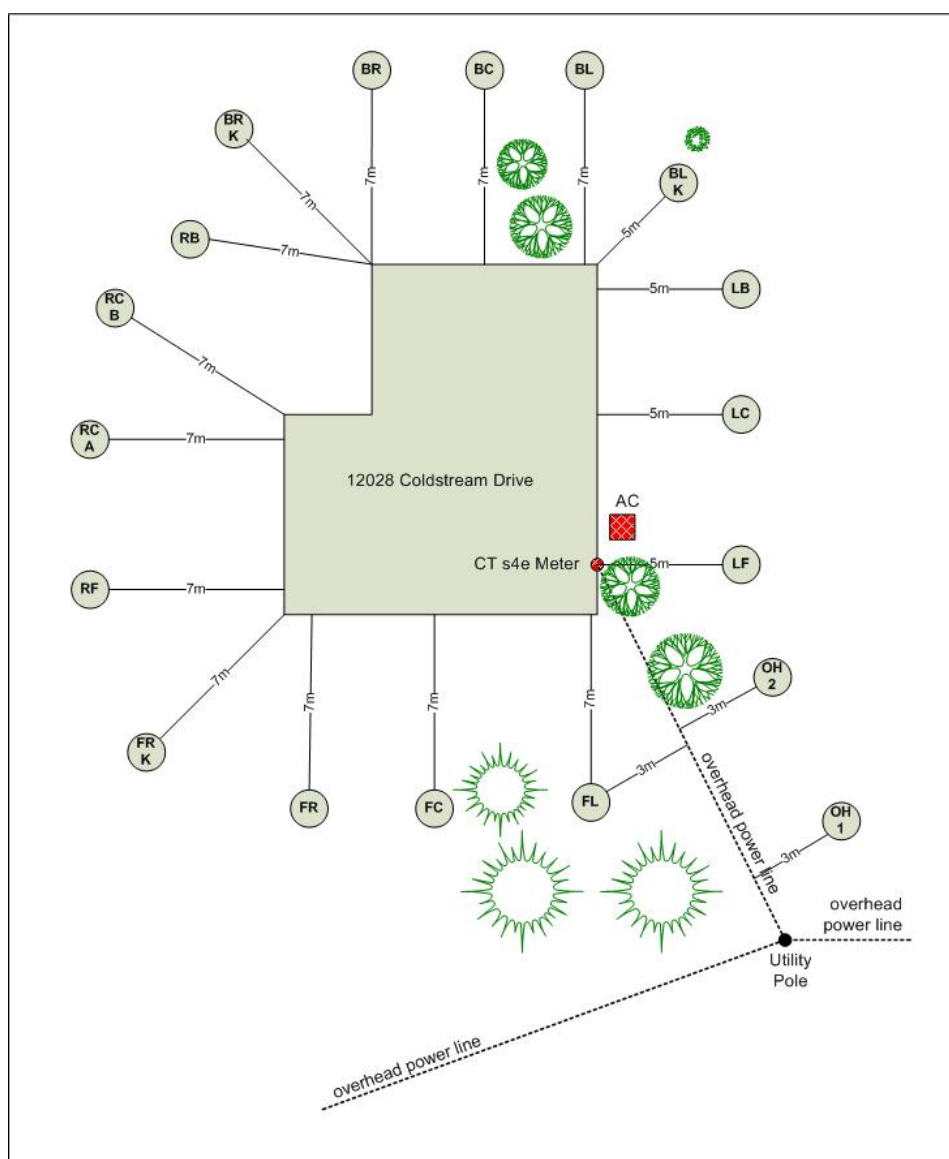 BR
BC
BL
BR
K
BL
K
7m
7m
7m
7m
5m
RB
7m
LB
5m
RC
B
7m
LC
5m
RC
A
7m
12028 Coldstream Drive
AC
CT s4e Meter
5m
LF
RF
7m
7m
7m
7m
7m
OH
2
3m
FR
K
3m
overhead power line
FR
FC
FL
OH
1
3m
overhead
power line
Utility
Pole
overhead power line